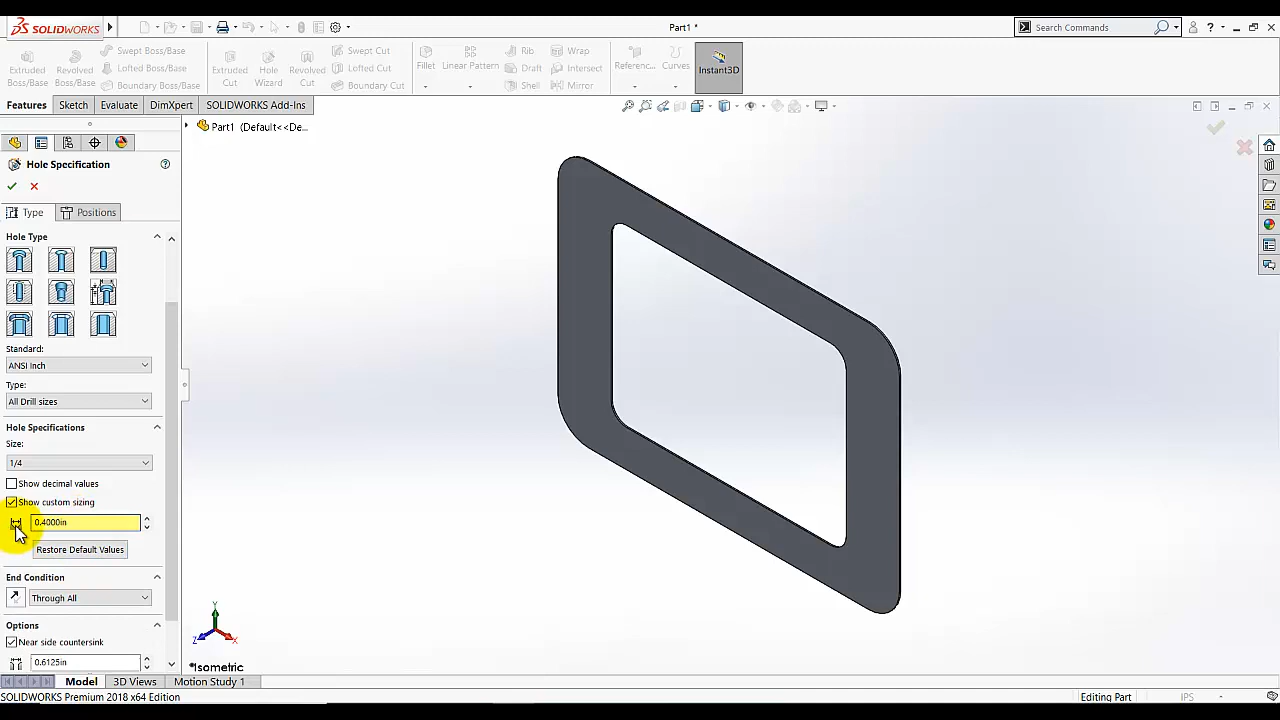 SOLIDWORKS
Part1 *
Search Commands
Extruded Boss/Base
Revolved Boss/Base
Swept Boss/Base
Lofted Boss/Base
Boundary Boss/Base
Extruded Cut
Hole Wizard
Revolved Cut
Swept Cut
Lofted Cut
Boundary Cut
Fillet
Linear Pattern
Rib
Draft
Shell
Wrap
Intersect
Mirror
Referenc...
Curves
Instant3D
Features
Sketch
Evaluate
DimXpert
SOLIDWORKS Add-Ins
Part1 (Default<<De...
Hole Specification
Type
Positions
Hole Type
Standard:
ANSI Inch
Type:
All Drill sizes
Hole Specifications
Size:
1/4
Show decimal values
Show custom sizing
0.4000in
Restore Default Values
End Condition
Through All
Options
Near side countersink
0.6125in
Y
Z
X
*Isometric
Model
3D Views
Motion Study 1
SOLIDWORKS Premium 2018 x64 Edition
Editing Part
IPS
-